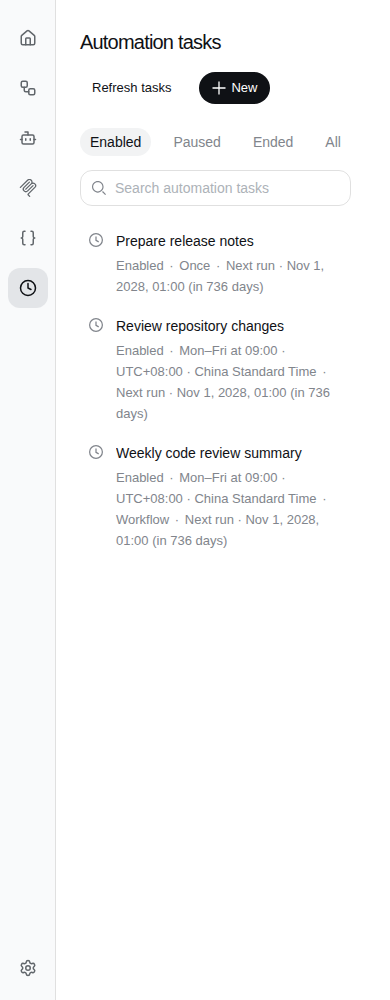 Automation tasks
Refresh tasks
New
Enabled
Paused
Ended
All
Search automation tasks
Prepare release notes
Enabled · Once · Next run · Nov 1,
2028, 01:00 (in 736 days)
Review repository changes
Enabled · Mon–Fri at 09:00 ·
UTC+08:00 · China Standard Time ·
Next run · Nov 1, 2028, 01:00 (in 736
days)
Weekly code review summary
Enabled · Mon–Fri at 09:00 ·
UTC+08:00 · China Standard Time ·
Workflow · Next run · Nov 1, 2028,
01:00 (in 736 days)